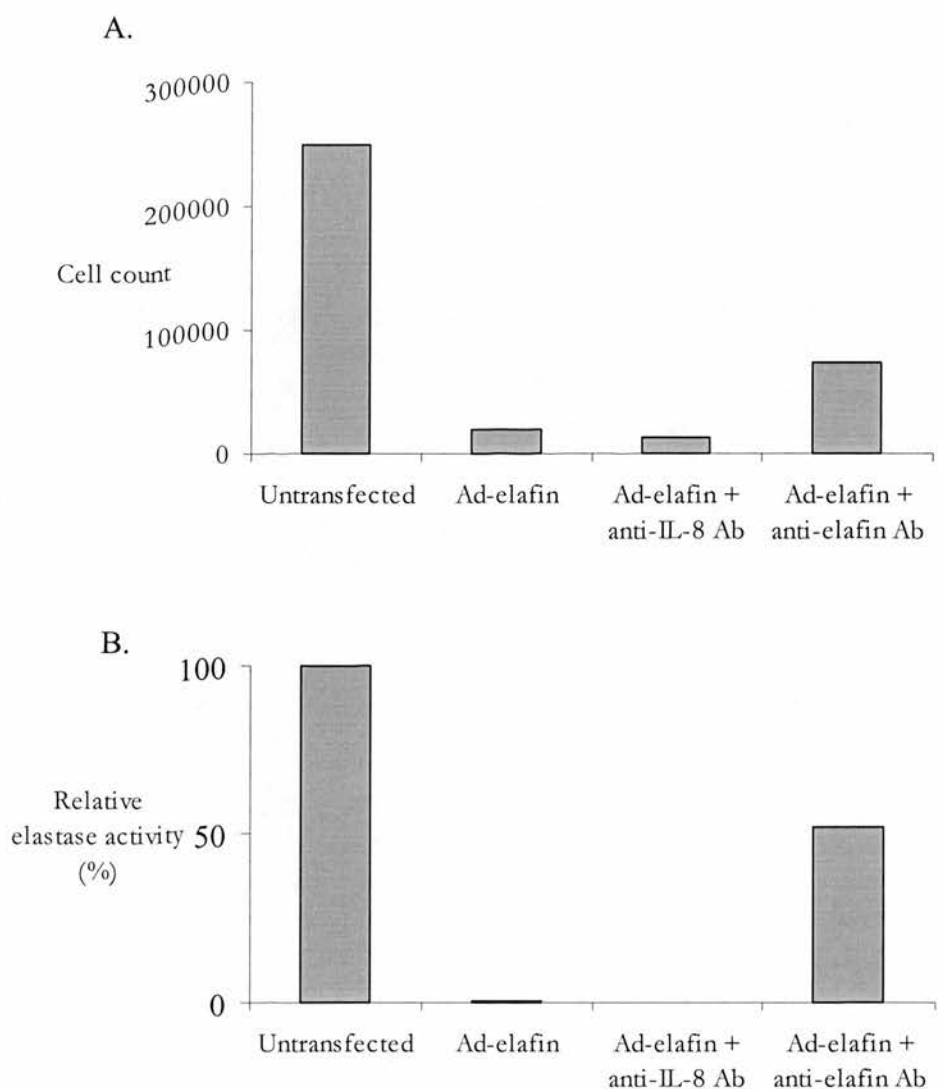 A.
300000
200000
Cell count
100000
0
Untransfected Ad-elafin Ad-elafin + Ad-elafin +
anti-IL-8 Ab anti-elafin Ab
B.
100
Relative
elastase activity
50
(%)
0
Untransfected Ad-elafin Ad-elafin + Ad-elafin +
anti-IL-8 Ab anti-elafin Ab